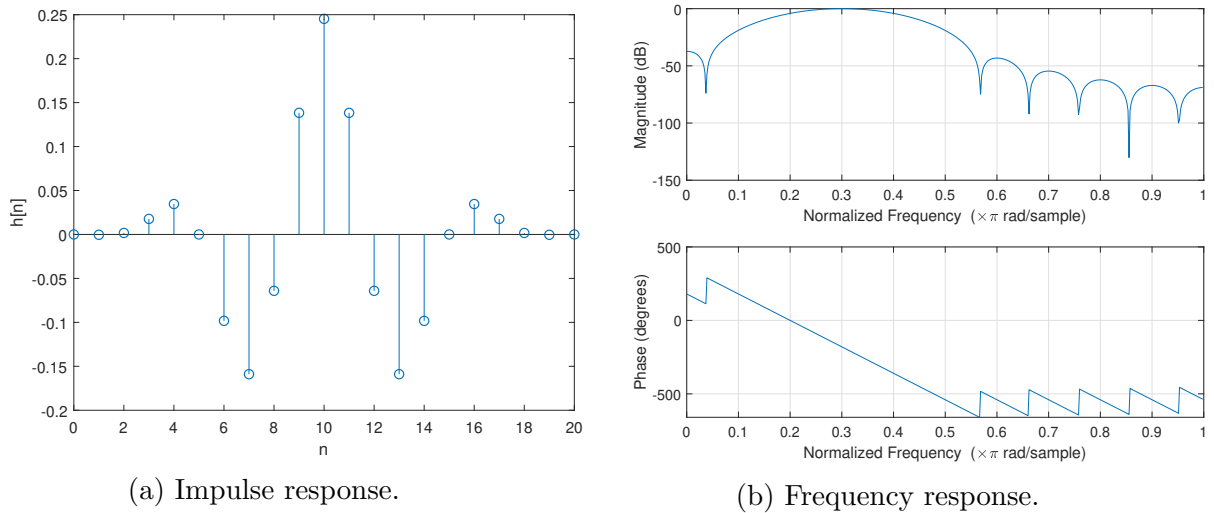 0.25
0.2
0.15
0.1
0.05
0
-0.05
-0.1
-0.15
-0.2
h[n]
0 2 4 6 8 10 12 14 16 18 20
n
(a) Impulse response.
0
-50
-100
-150
Magnitude (dB)
0 0.1 0.2 0.3 0.4 0.5 0.6 0.7 0.8 0.9 1
Normalized Frequency (×π rad/sample)
500
0
-500
Phase (degrees)
0 0.1 0.2 0.3 0.4 0.5 0.6 0.7 0.8 0.9 1
Normalized Frequency (×π rad/sample)
(b) Frequency response.